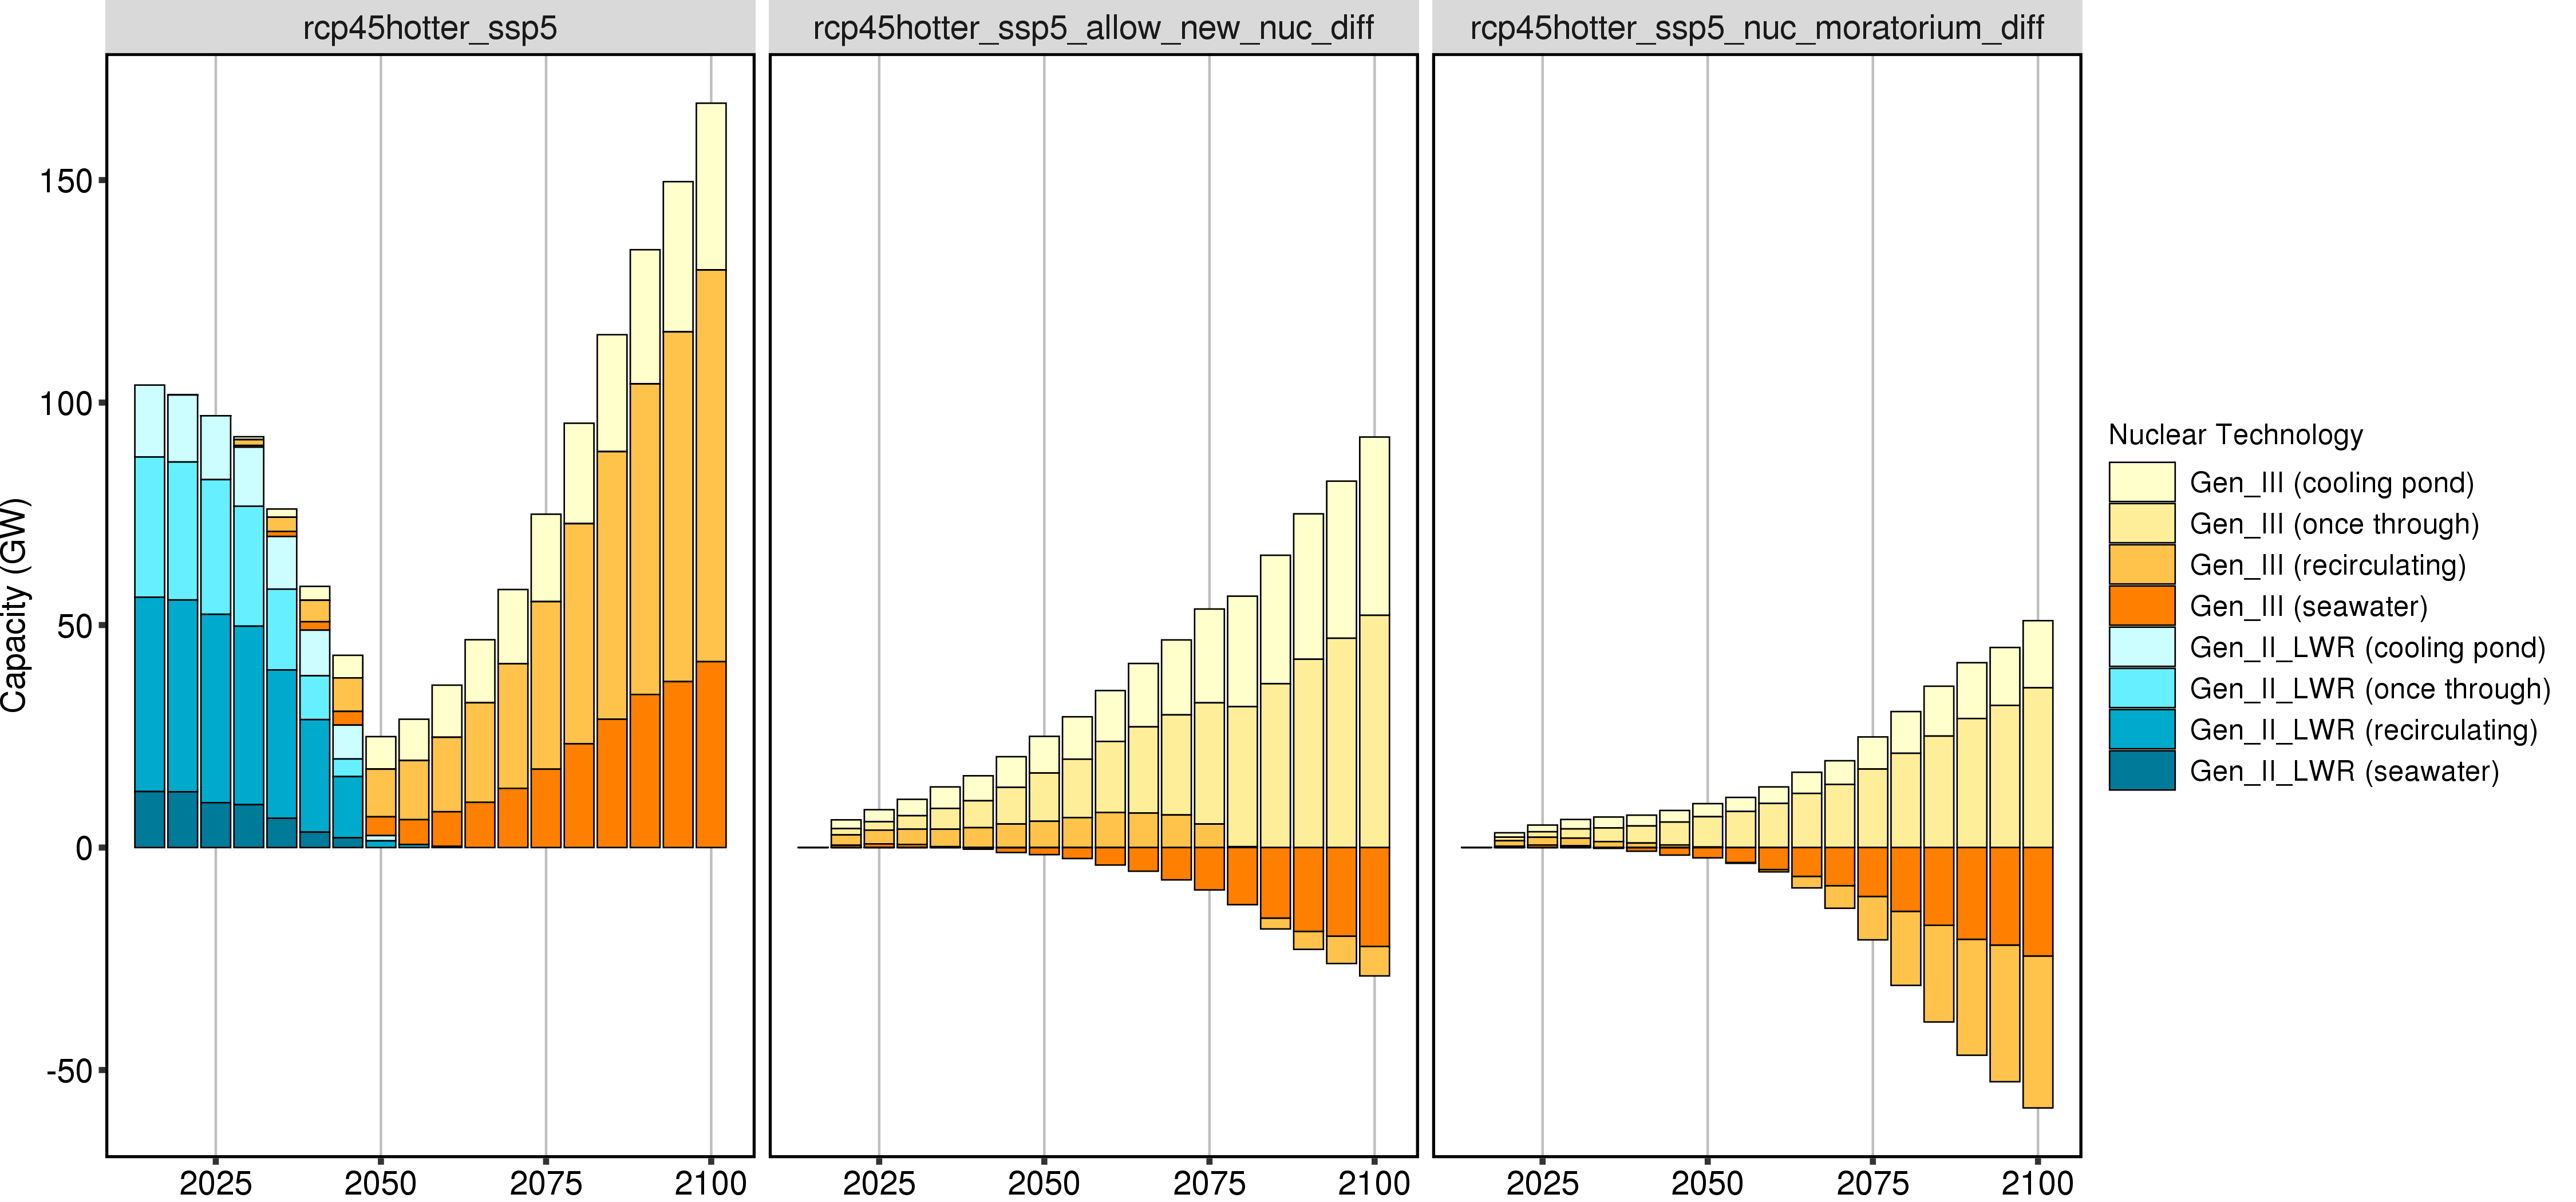 rcp45hotter_ssp5
rcp45hotter_ssp5_allow_new_nuc_diff
rcp45hotter_ssp5_nuc_moratorium_diff
Capacity (GW)
150
100
50
0
-50
2025
2050
2075
2100
2025
2050
2075
2100
2025
2050
2075
2100
Nuclear Technology
Gen_III (cooling pond)
Gen_III (once through)
Gen_III (recirculating)
Gen_III (seawater)
Gen_II_LWR (cooling pond)
Gen_II_LWR (once through)
Gen_II_LWR (recirculating)
Gen_II_LWR (seawater)